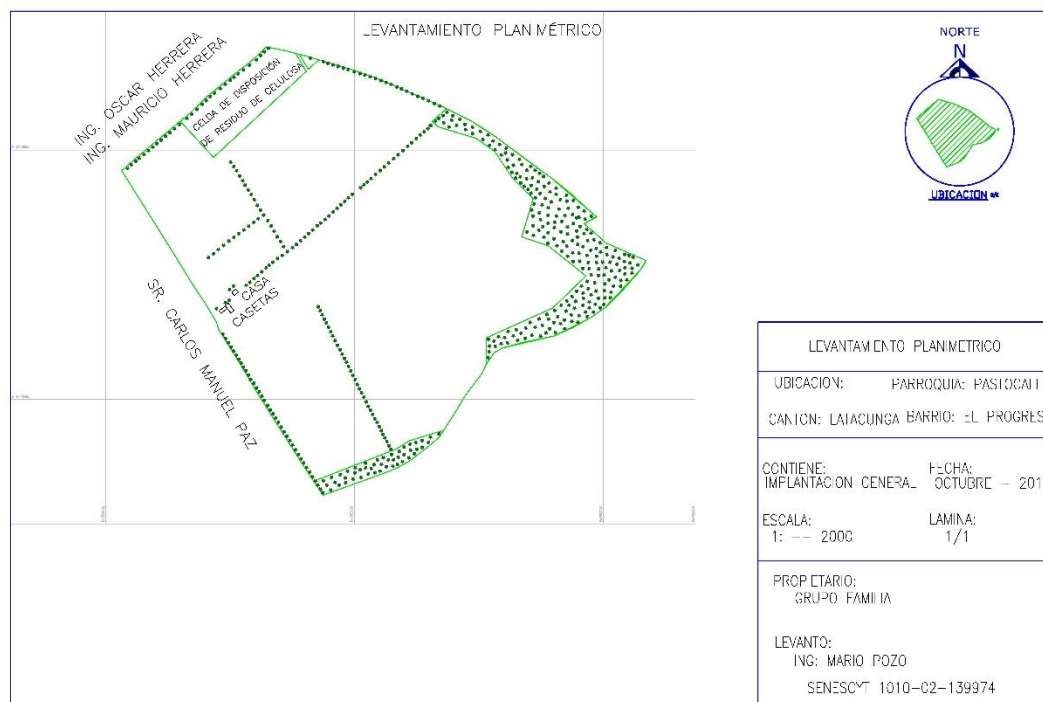 LEVANTAMIENTO PLANIMÉTRICO
ING. OSCAR HERRERA
ING. MAURICIO HERRERA
CELDA DE DISPOSICIÓN
DE RESIDUO DE CELULOSA
CASA
CASETAS
SR. CARLOS MANUEL PAZ
NORTE
N
UBICACION
LEVANTAMIENTO PLANIMETRICO
UBICACION: PARROQUIA: PASTOCALL
CANTON: LATACUNGA BARRIO: EL PROGRES
CONTIENE: FECHA:
IMPLANTACION GENERAL OCTUBRE - 201
ESCALA: LAMINA:
1: -- 2000 1/1
PROPIETARIO:
GRUPO FAMILIA
LEVANTO:
ING: MARIO POZO
SENESCYT 1010-02-139974